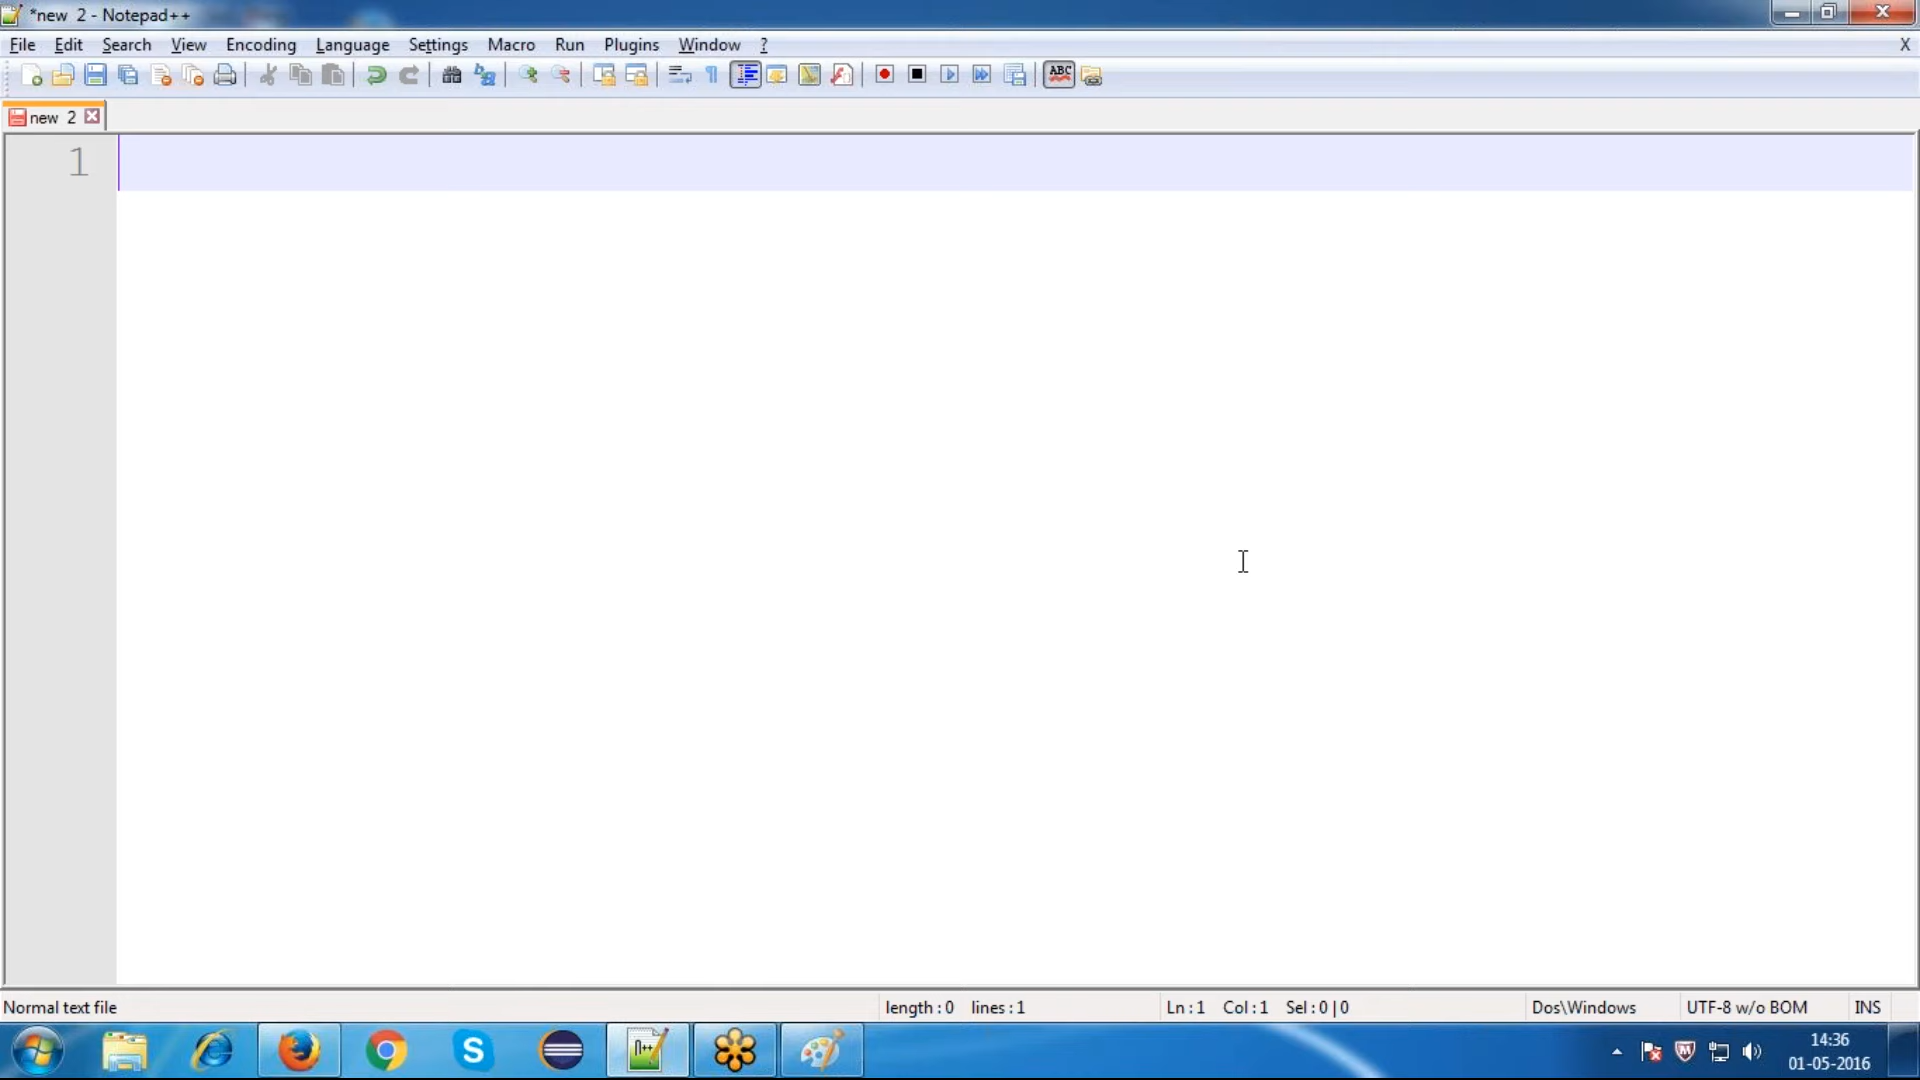 *new 2 - Notepad++
File Edit Search View Encoding Language Settings Macro Run Plugins Window ? X
ABC
new 2
1
Normal text file length : 0 lines : 1 Ln : 1 Col : 1 Sel : 0 | 0 Dos\Windows UTF-8 w/o BOM INS
14:36
01-05-2016